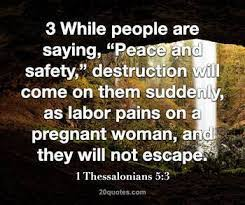 3 While people are
saying, “Peace and
safety,” destruction will
come on them suddenly,
as labor pains on a
pregnant woman, and
they will not escape.
1 Thessalonians 5:3
20quotes.com